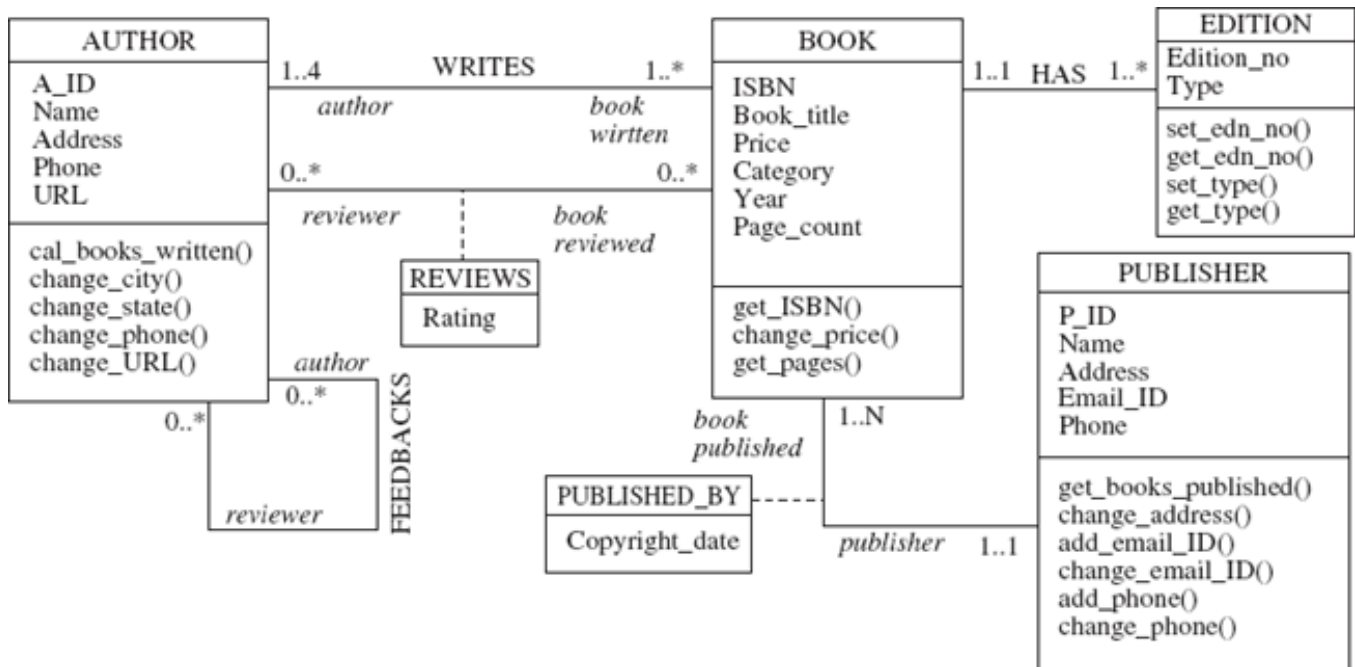 AUTHOR
A_ID
Name
Address
Phone
URL
cal_books_written()
change_city()
change_state()
change_phone()
change_URL()
1..4
WRITES
1..*
author
book
wirtten
0..*
0..*
reviewer
book
reviewed
REVIEWS
Rating
author
0..*
0..*
FEEDBACKS
reviewer
BOOK
ISBN
Book_title
Price
Category
Year
Page_count
get_ISBN()
change_price()
get_pages()
1..1
HAS
1..*
EDITION
Edition_no
Type
set_edn_no()
get_edn_no()
set_type()
get_type()
book
published
1..N
PUBLISHED_BY
Copyright_date
publisher
1..1
PUBLISHER
P_ID
Name
Address
Email_ID
Phone
get_books_published()
change_address()
add_email_ID()
change_email_ID()
add_phone()
change_phone()